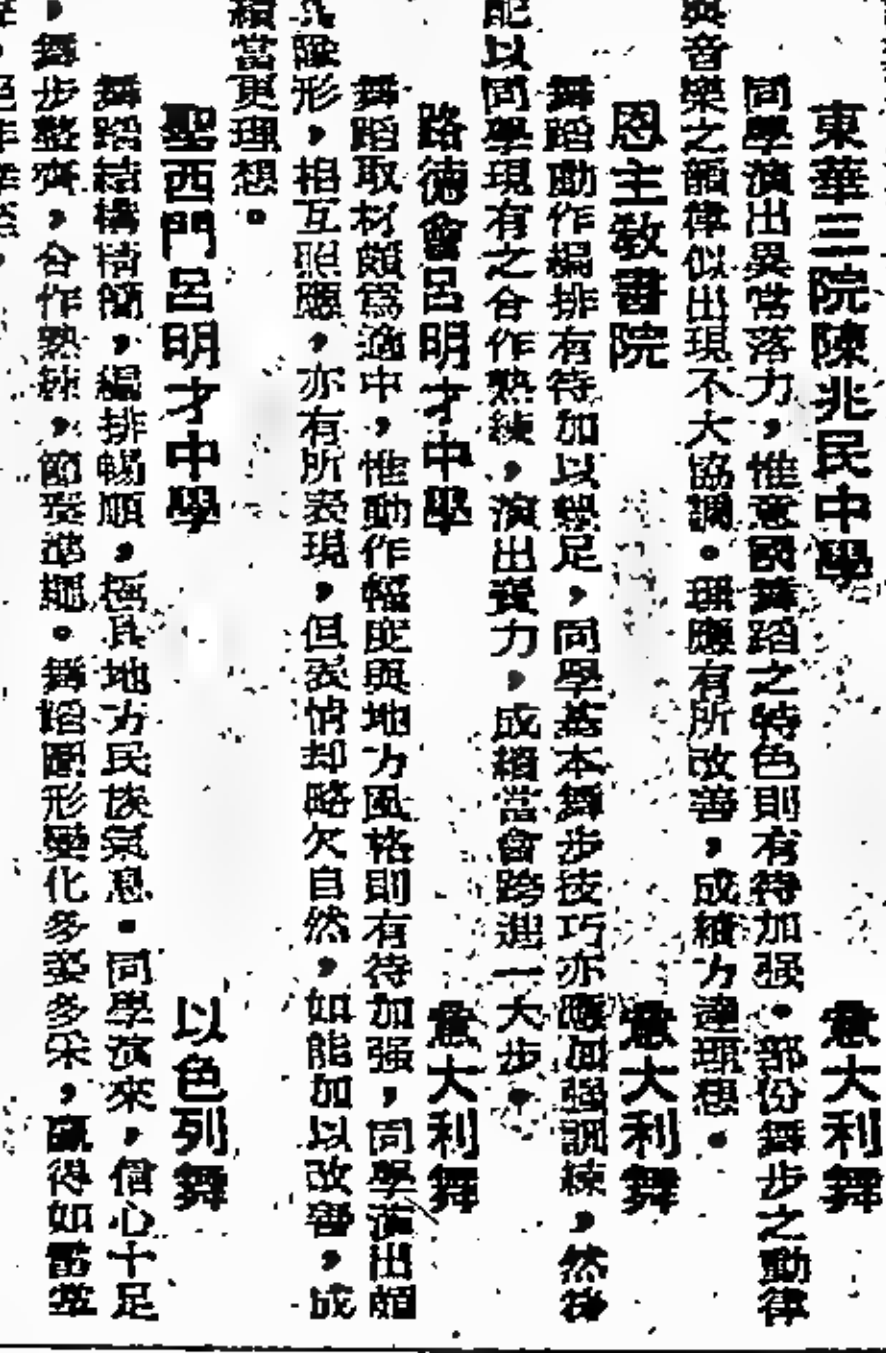 東華三院陳兆民中學 意大利舞
同學演出異常落力，惟意國舞蹈之特色則有待加强。部份舞步之動律
與音樂之韻律似出現不大協調。理應有所改善，成績方達理想。
恩主教書院 意大利舞
舞蹈動作編排有待加以 足，同學基本舞步技巧亦應加强訓練，然後
配以同學現有之合作熟練，演出賣力，成績當會跨進一大步。
路德會呂明才中學 意大利舞
舞蹈取材頗爲適中，惟動作幅度與地方風格則有待加强，同學演出頗
具隊形，相互照應，亦有所表現，但表情却略欠自然，如能加以改善，成
績當更理想。
聖西門呂明才中學 以色列舞
舞蹈結構精簡，編排暢順，極具地方民族氣息。同學演來，信心十足
，舞步整齊，合作熟練，節奏準繩。舞蹈圖形變化多姿多采，贏得如雷掌